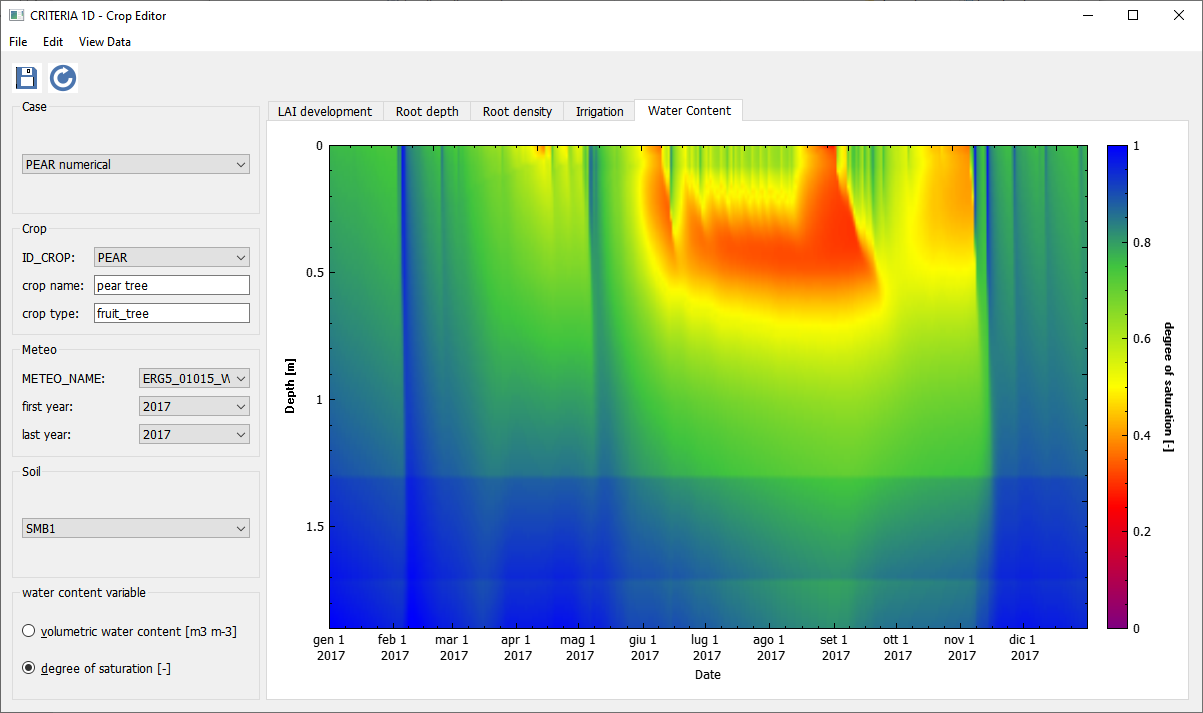 CRITERIA 1D - Crop Editor
File Edit View Data
Case
PEAR numerical
Crop
ID_CROP: PEAR
crop name: pear tree
crop type: fruit_tree
Meteo
METEO_NAME: ERG5_01015_W
first year: 2017
last year: 2017
Soil
SMB1
water content variable
volumetric water content [m3 m-3]
degree of saturation [-]
LAI development Root depth Root density Irrigation Water Content
0
0.5
1
1.5
Depth [m]
gen 1 feb 1 mar 1 apr 1 mag 1 giu 1 lug 1 ago 1 set 1 ott 1 nov 1 dic 1
2017 2017 2017 2017 2017 2017 2017 2017 2017 2017 2017 2017
Date
1
0.8
0.6
0.4
0.2
0
degree of saturation [-]